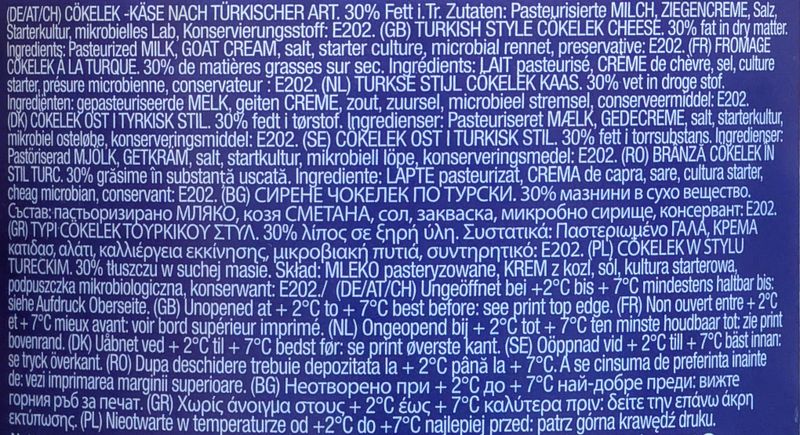 (DE/AT/CH) CÖKELEK -KÄSE NACH TÜRKISCHER ART. 30% Fett i.Tr. Zutaten: Pasteurisierte MILCH, ZIEGENCREME, Salz,
Starterkultur, mikrobielles Lab, Konservierungsstoff: E202. (GB) TURKISH STYLE CÖKELEK CHEESE. 30% fat in dry matter.
Ingredients: Pasteurized MILK, GOAT CREAM, salt, starter culture, microbial rennet, preservative: E202. (FR) FROMAGE
CÖKELEK À LA TURQUE. 30% de matières grasses sur sec. Ingrédients: LAIT pasteurisé, CRÈME de chèvre, sel, culture
starter, présure microbienne, conservateur : E202. (NL) TURKSE STIJL CÖKELEK KAAS. 30% vet in droge stof.
Ingrediënten: gepasteuriseerde MELK, geiten CREME, zout, zuursel, microbieel stremsel, conserveermiddel: E202.
(DK) CÖKELEK OST I TYRKISK STIL. 30% fedt i tørstof. Ingredienser: Pasteuriseret MÆLK, GEDECREME, salt, starterkultur,
mikrobiel osteløbe, konserveringsmiddel: E202. (SE) CÖKELEK OST I TURKISK STIL. 30% fett i torrsubstans. Ingredienser:
Pastöriserad MJÖLK, GETKRÄM, salt, startkultur, mikrobiell löpe, konserveringsmedel: E202. (RO) BRANZĂ CÖKELEK ÎN
STIL TURC. 30% grăsime în substanță uscată. Ingrediente: LAPTE pasteurizat, CREMA de capra, sare, cultura starter,
cheag microbian, conservant: E202. (BG) СИРЕНЕ ЧОКЕЛЕК ПО ТУРСКИ. 30% мазнини в сухо вещество.
Състав: пастьоризирано МЛЯКО, козя СМЕТАНА, сол, закваска, микробно сирище, консервант: E202.
(GR) ΤΥΡΙ CÖKELEK ΤΟΥΡΚΙΚΟΥ ΣΤΥΛ. 30% λίπος σε ξηρή ύλη. Συστατικά: Παστεριωμένο ΓΑΛΑ, ΚΡΕΜΑ
κατσίδας, αλάτι, καλλιέργεια εκκίνησης, μικροβιακή πυτιά, συντηρητικό: E202. (PL) CÖKELEK W STYLU
TURECKIM. 30% tłuszczu w suchej masie. Skład: MLEKO pasteryzowane, KREM z kozl, sól, kultura starterowa,
podpuszczka mikrobiologiczna, konserwant: E202./ (DE/AT/CH) Ungeöffnet bei +2°C bis + 7°C mindestens haltbar bis:
siehe Aufdruck Oberseite. (GB) Unopened at + 2°C to + 7°C best before: see print top edge. (FR) Non ouvert entre + 2°C
et + 7°C mieux avant: voir bord supérieur imprimé. (NL) Ongeopend bij + 2°C tot + 7°C ten minste houdbaar tot: zie print
bovenrand. (DK) Uåbnet ved + 2°C til + 7°C bedst før: se print øverste kant. (SE) Oöppnad vid + 2°C till + 7°C bäst innan:
se tryck överkant. (RO) Dupa deschidere trebuie depozitata la + 2°C până la + 7°C. A se cinsuma de preferinta inainte
de: vezi imprimarea marginii superioare. (BG) Неотворено при + 2°C до + 7°C най-добре преди: вижте
горния ръб за печат. (GR) Χωρίς άνοιγμα στους + 2°C έως + 7°C καλύτερα πριν: δείτε την επάνω άκρη
εκτύπωσης. (PL) Nieotwarte w temperaturze od +2°C do +7°C najlepiej przed: patrz górna krawędź druku.